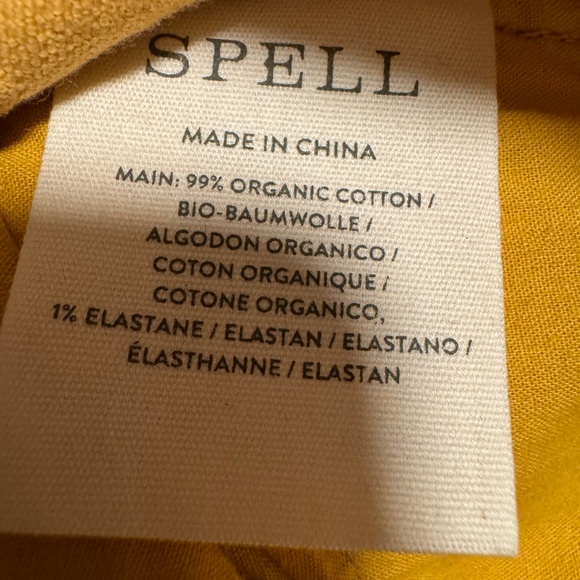 SPELL
MADE IN CHINA
MAIN: 99% ORGANIC COTTON /
BIO-BAUMWOLLE /
ALGODON ORGANICO /
COTON ORGANIQUE /
COTONE ORGANICO,
1% ELASTANE / ELASTAN / ELASTANO /
ÉLASTHANNE / ELASTAN